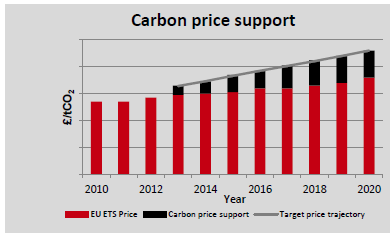 Carbon price support
£/tCO2
2010 2012 2014 2016 2018 2020
Year
EU ETS Price Carbon price support Target price trajectory